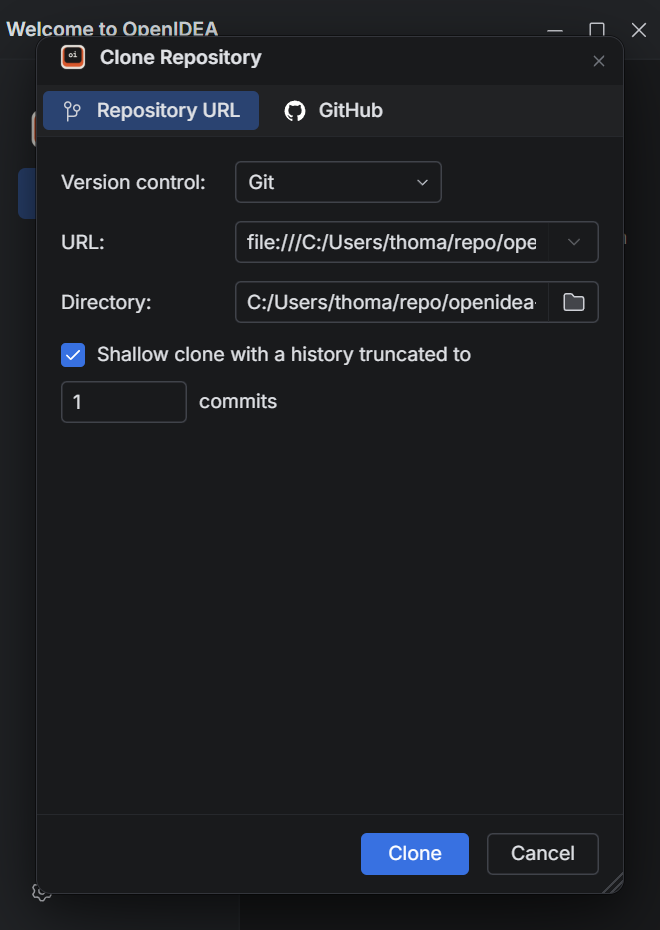 Welcome to OpenIDEA
oi
Clone Repository
Repository URL
GitHub
Version control:
Git
URL:
file:///C:/Users/thoma/repo/ope
Directory:
C:/Users/thoma/repo/openidea-
Shallow clone with a history truncated to
1
commits
Clone
Cancel